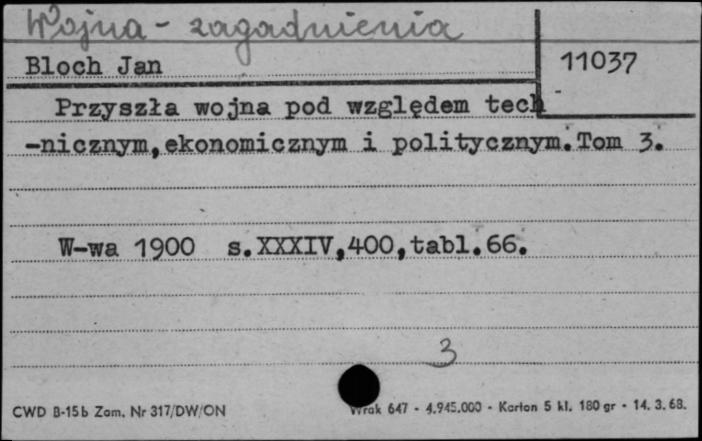 Wojna - zagadnienia
Bloch Jan
11037
Przyszła wojna pod względem tech
-nicznym,ekonomicznym i politycznym.Tom 3.
W-wa 1900 s.XXXIV,400,tabl.66.
3
CWD B-15b Zam. Nr 317/DW/ON
Wrak 647 - 4.945.000 - Karton 5 kl. 180 gr - 14. 3. 68.